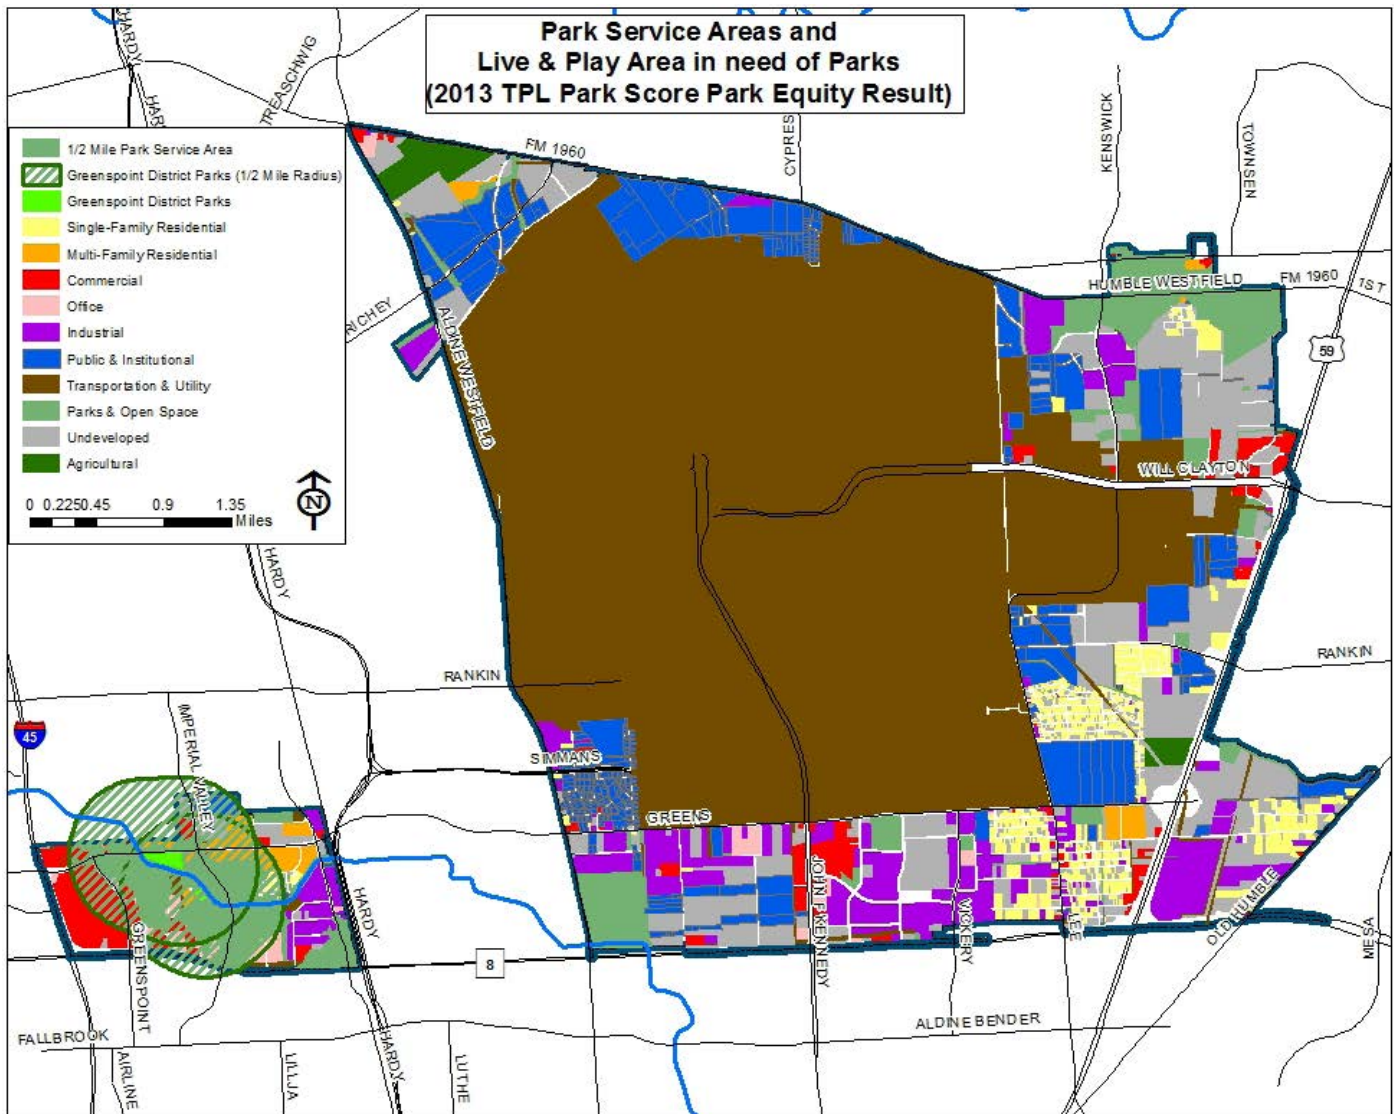 Park Service Areas and
Live & Play Area in need of Parks
(2013 TPL Park Score Park Equity Result)
HARDY
TREASCHWIG
CYPRES
KENSWICK
TOWNSEN
FM 1960
1/2 Mile Park Service Area
Greenspoint District Parks (1/2 Mile Radius)
Greenspoint District Parks
Single-Family Residential
Multi-Family Residential
Commercial
Office
Industrial
Public & Institutional
Transportation & Utility
Parks & Open Space
Undeveloped
Agricultural
N
0 0.2250.45 0.9 1.35
Miles
RICHEY
ALDINE WESTFIELD
HUMBLE WESTFIELD
FM 1960
1ST
59
WILL CLAYTON
HARDY
RANKIN
RANKIN
45
IMPERIAL VALLEY
SIMMANS
GREENS
GREENSPOINT
HARDY
JOHN F KENNEDY
VICKERY
LEE
OLD HUMBLE
MESA
8
FALLBROOK
ALDINE BENDER
AIRLINE
LILLJA
HARDY
LUTHE